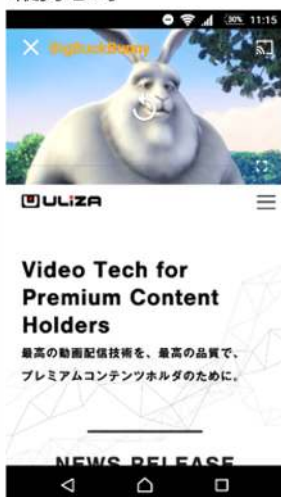 30% 11:15
BigBuckBunny
ULIZA
Video Tech for
Premium Content
Holders
最高の動画配信技術を、最高の品質で、
プレミアムコンテンツホルダのために。
NEWS RELEASE